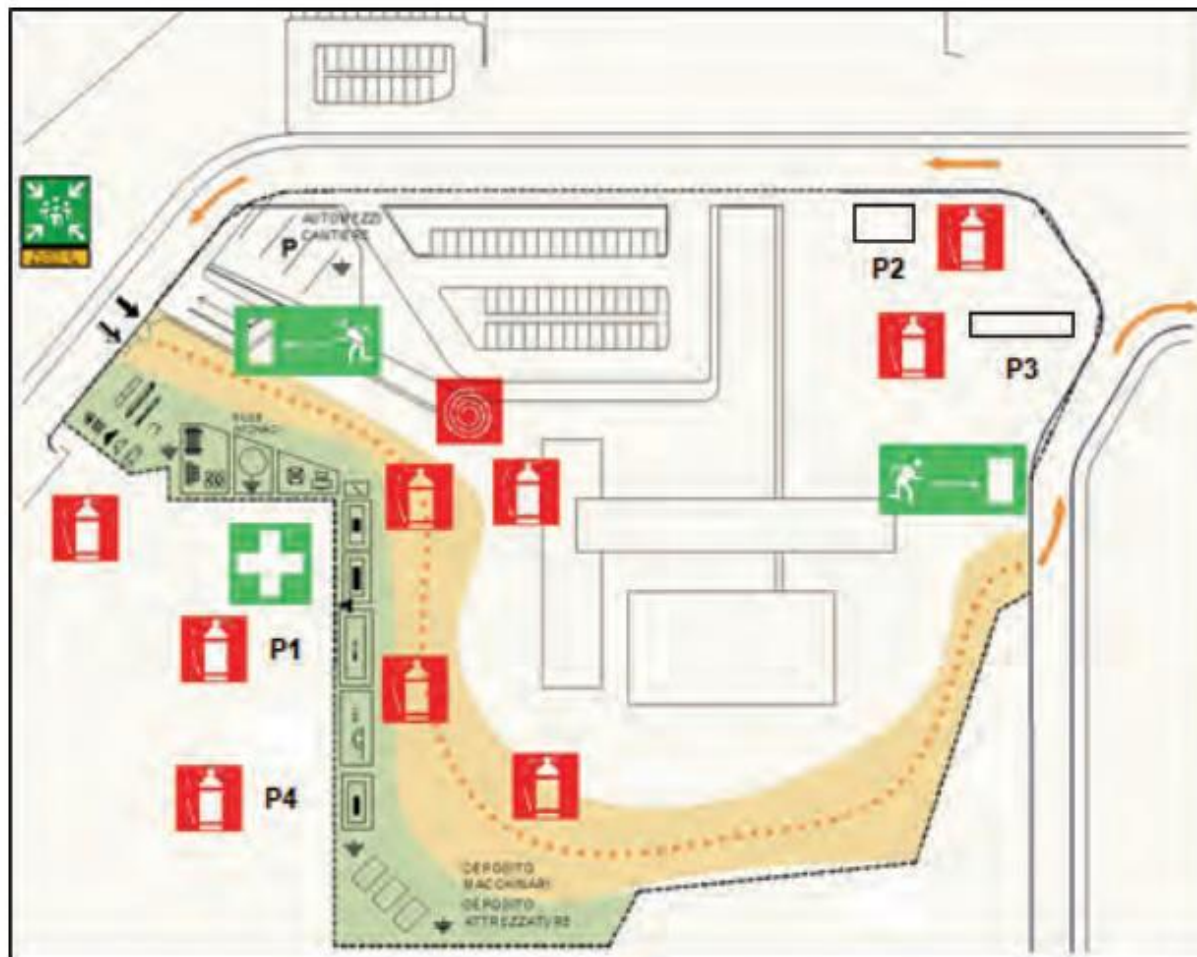 AUTOMEZZI
CANTIERE
P
P2
P3
P1
P4
DEPOSITO
MACCHINARI
DEPOSITO
ATTREZZATURE